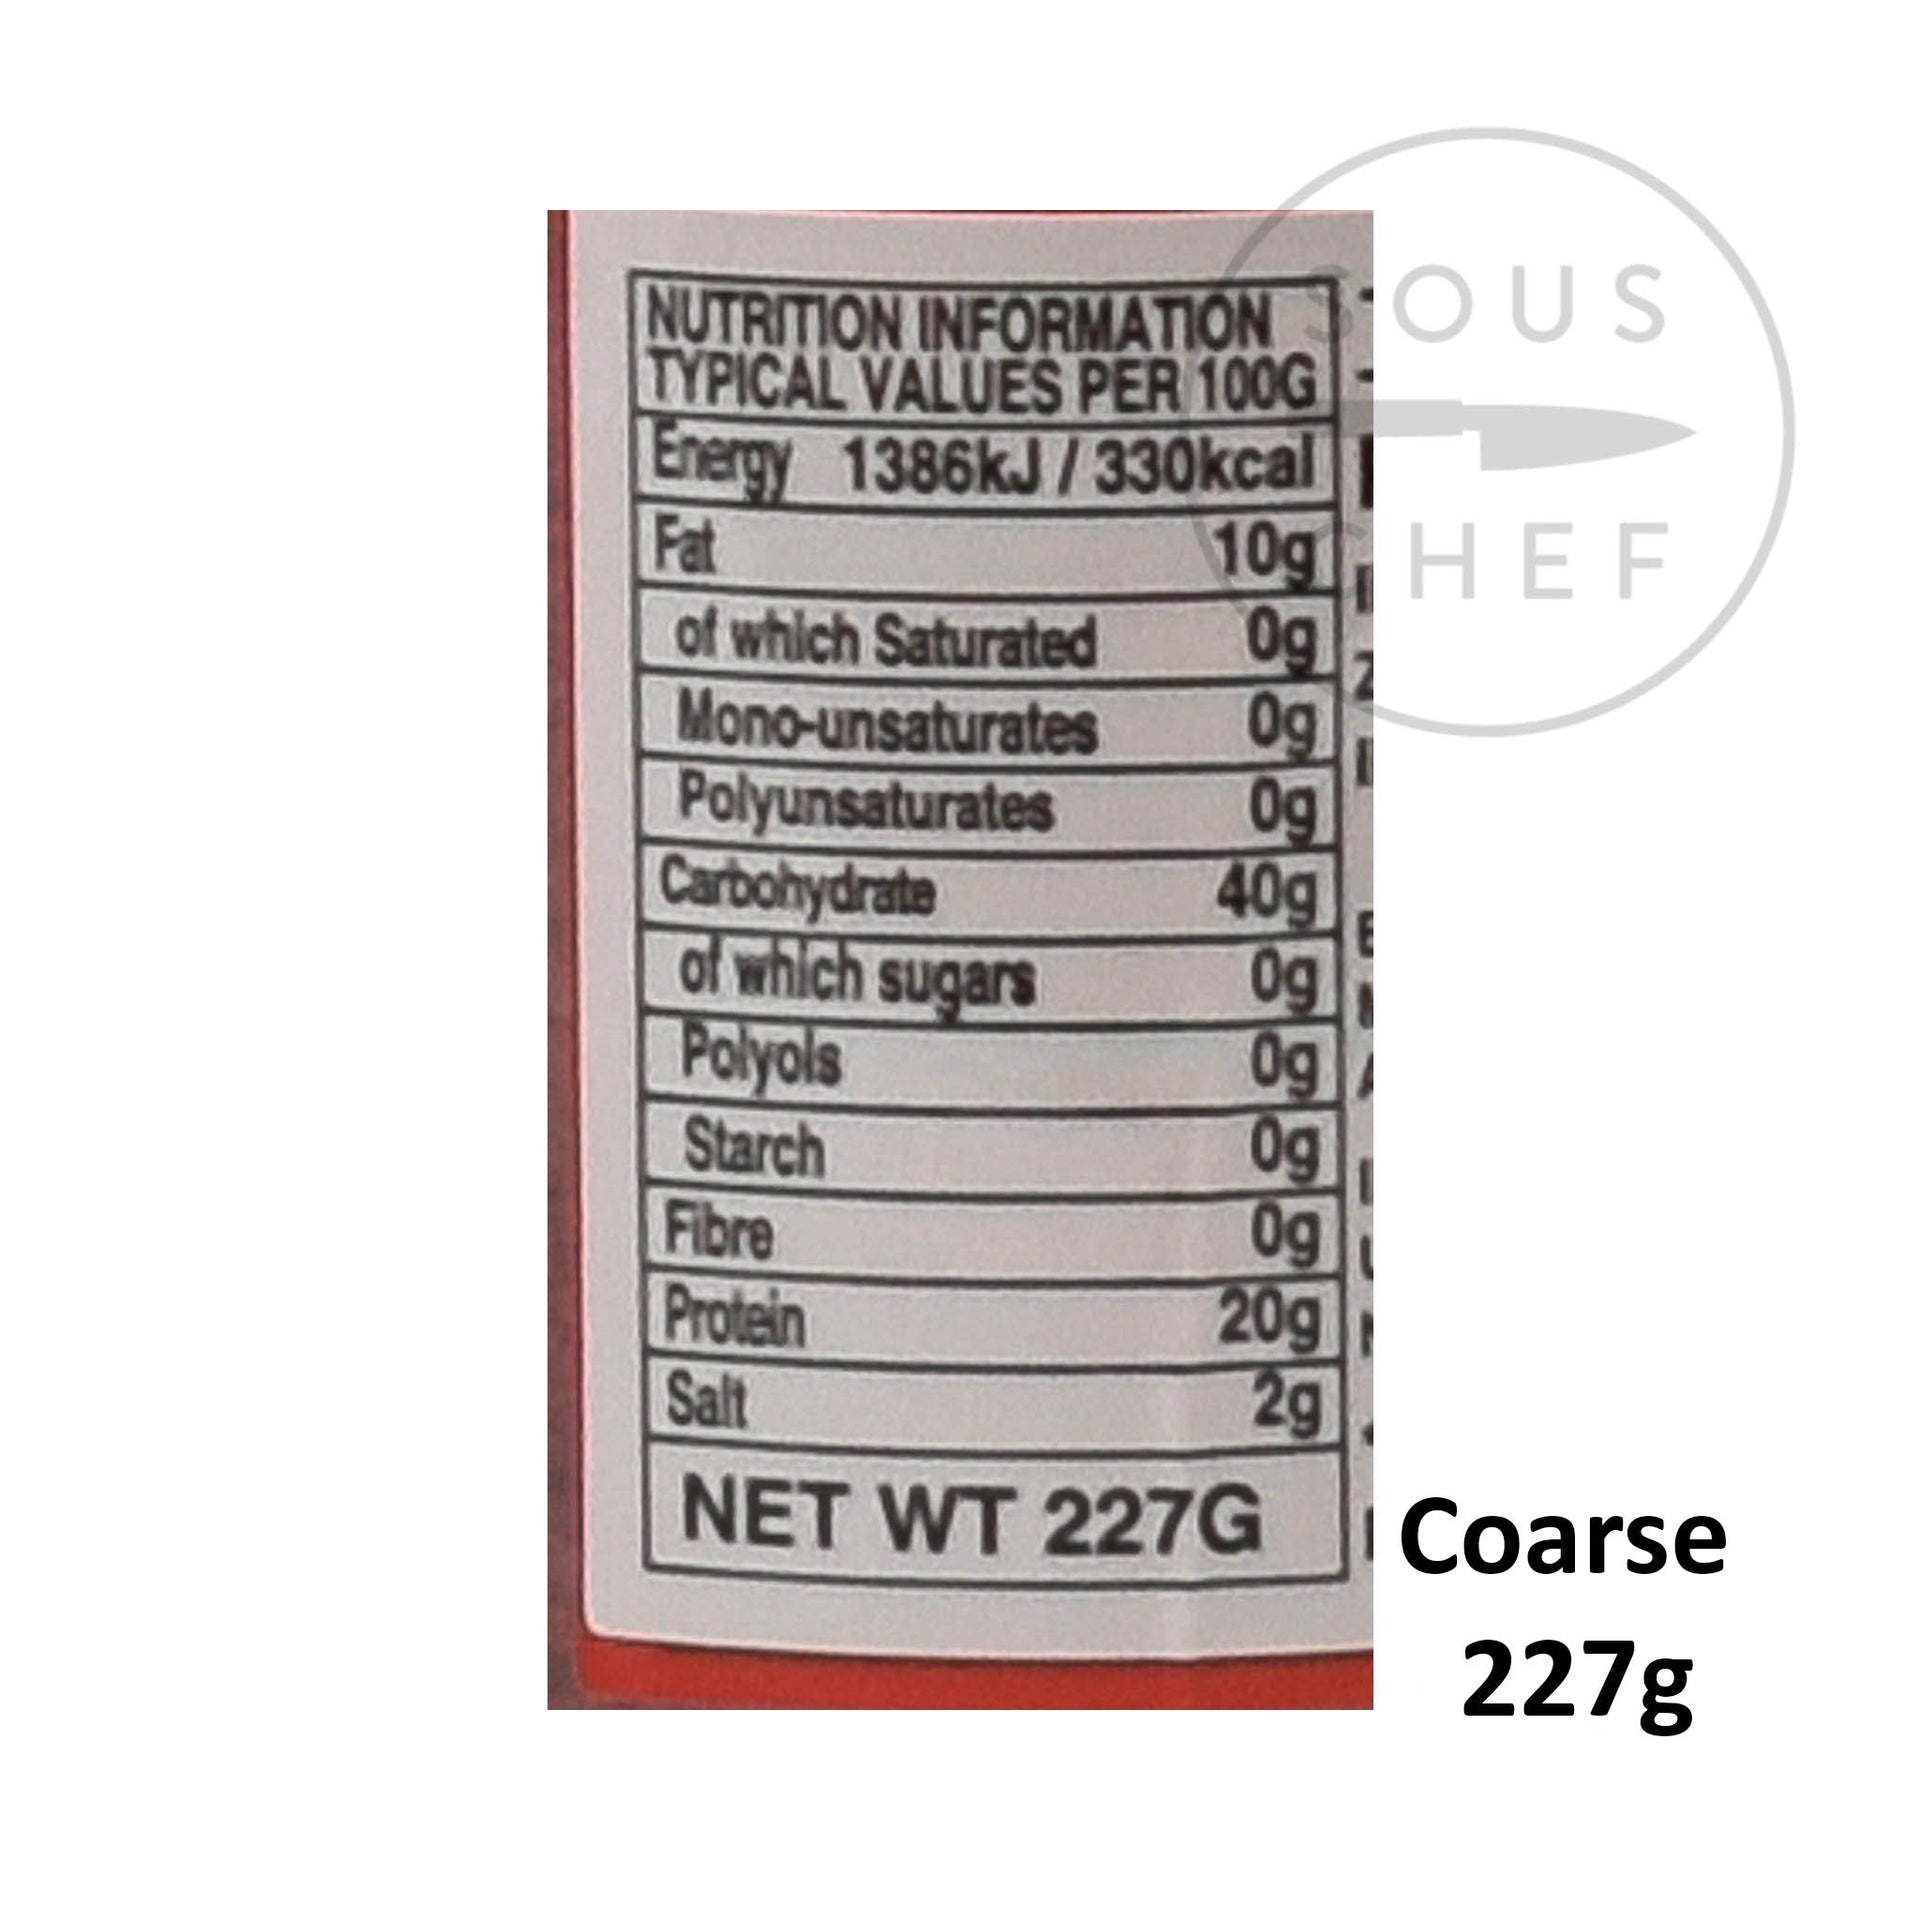 SOUS
CHEF
NUTRITION INFORMATION
TYPICAL VALUES PER 100G
Energy 1386kJ / 330kcal
Fat 10g
of which Saturated 0g
Mono-unsaturates 0g
Polyunsaturates 0g
Carbohydrate 40g
of which sugars 0g
Polyols 0g
Starch 0g
Fibre 0g
Protein 20g
Salt 2g
NET WT 227G
Coarse
227g